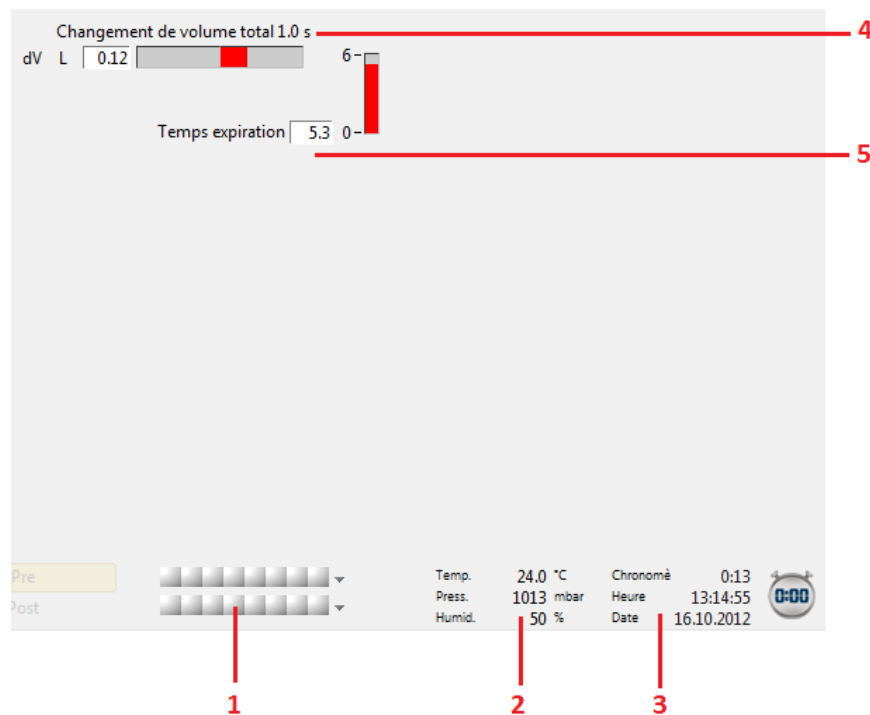 Changement de volume total 1.0 s
4
dV L 0.12
6
Temps expiration 5.3 0
5
Pre
Post
Temp. 24.0 °C
Press. 1013 mbar
Humid. 50 %
Chronomè 0:13
Heure 13:14:55
Date 16.10.2012
0:00
1
2
3